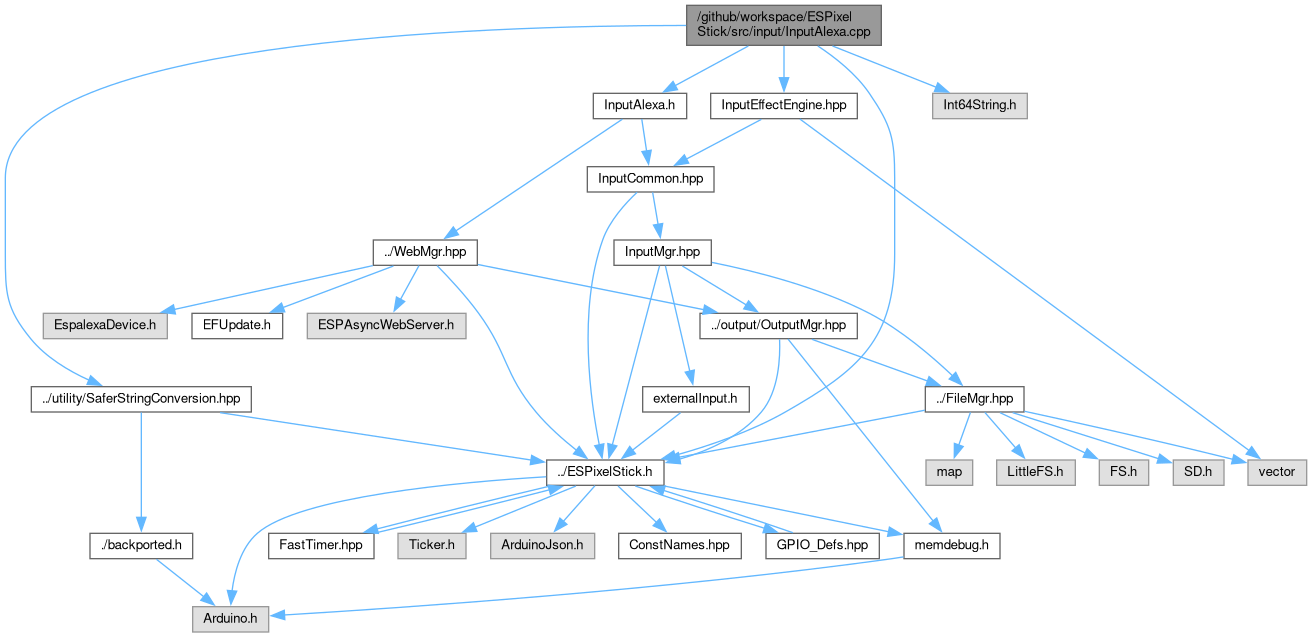 /github/workspace/ESPixel
Stick/src/input/InputAlexa.cpp
InputAlexa.h
InputEffectEngine.hpp
Int64String.h
InputCommon.hpp
../WebMgr.hpp
InputMgr.hpp
EspalexaDevice.h
EFUpdate.h
ESPAsyncWebServer.h
../output/OutputMgr.hpp
../utility/SaferStringConversion.hpp
externalInput.h
../FileMgr.hpp
../ESPixelStick.h
map
LittleFS.h
FS.h
SD.h
vector
./backported.h
FastTimer.hpp
Ticker.h
ArduinoJson.h
ConstNames.hpp
GPIO_Defs.hpp
memdebug.h
Arduino.h